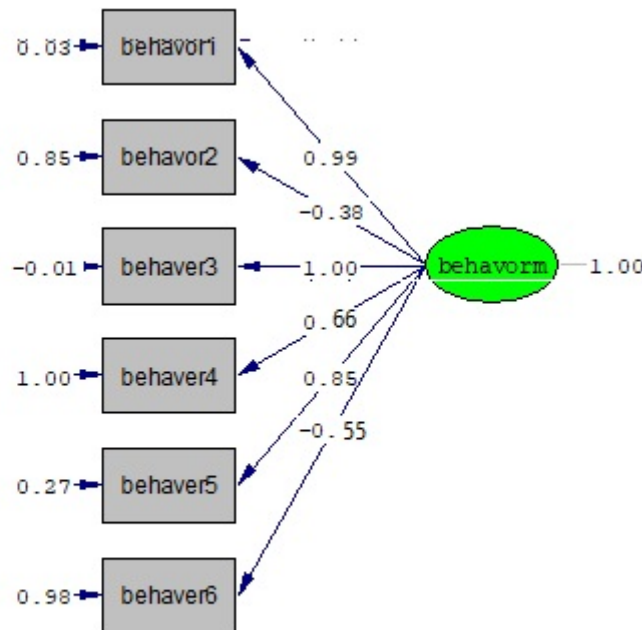 0.03 behavor1
0.99
0.85 behavor2
-0.38
-0.01 behaver3 1.00 behavorm 1.00
0.66
1.00 behaver4 0.85
-0.55
0.27 behaver5
0.98 behaver6